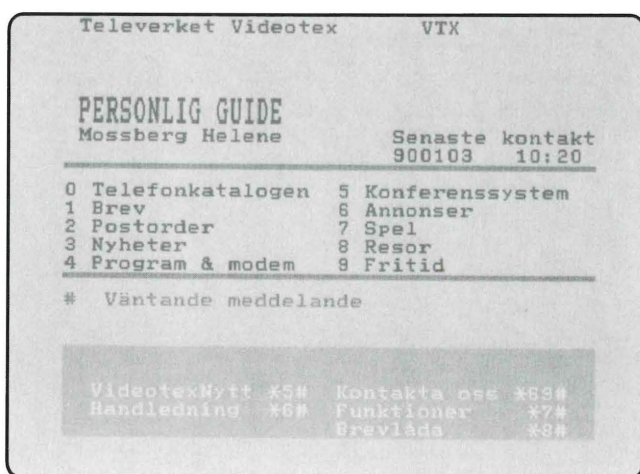 Televerket Videotex VTX
PERSONLIG GUIDE
Mossberg Helene Senaste kontakt
900103 10:20
0 Telefonkatalogen 5 Konferenssystem
1 Brev 6 Annonser
2 Postorder 7 Spel
3 Nyheter 8 Resor
4 Program & modem 9 Fritid
# Väntande meddelande
VideotexNytt *5# Kontakta oss *69#
Handledning *6# Funktioner *7#
Brevlåda *8#